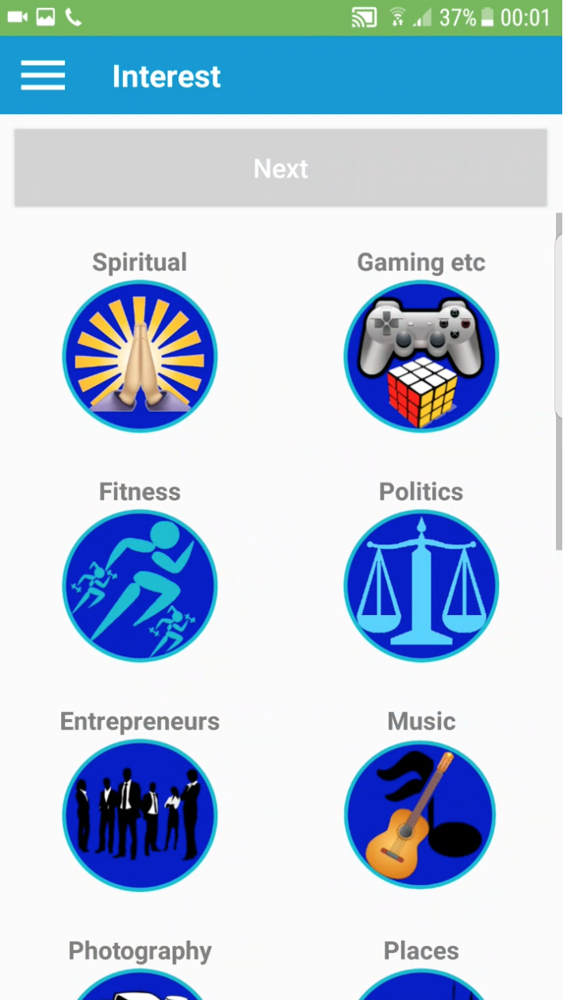 37% 00:01
Interest
Next
Spiritual Gaming etc
Fitness Politics
Entrepreneurs Music
Photography Places